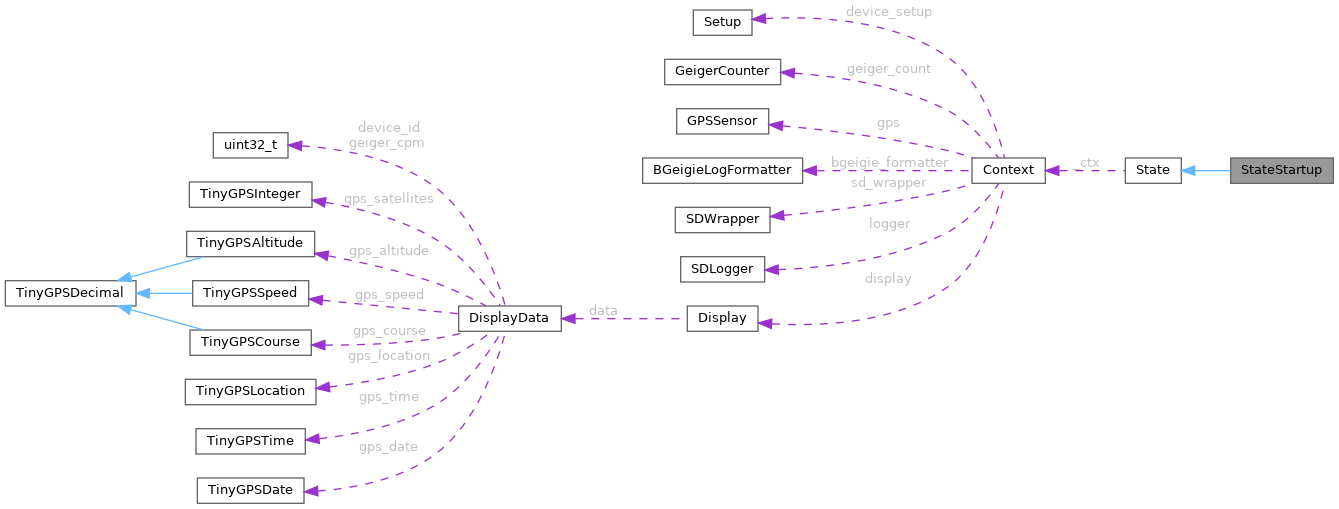 device_setup
Setup
geiger_count
GeigerCounter
gps
GPSSensor
device_id
geiger_cpm
uint32_t
bgeigie_formatter
BGeigieLogFormatter
Context
_ctx
State
StateStartup
sd_wrapper
TinyGPSInteger
gps_satellites
SDWrapper
logger
TinyGPSAltitude
gps_altitude
SDLogger
display
TinyGPSDecimal
TinyGPSSpeed
gps_speed
DisplayData
data
Display
gps_course
TinyGPSCourse
gps_location
TinyGPSLocation
gps_time
TinyGPSTime
gps_date
TinyGPSDate